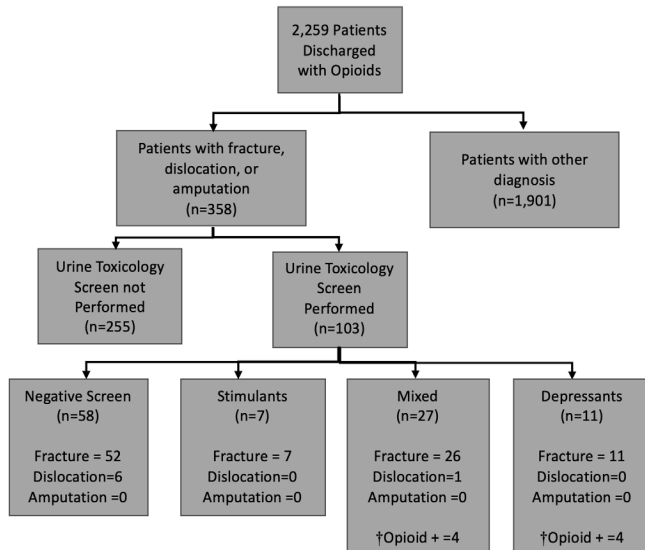 2,259 Patients
Discharged
with Opioids
Patients with fracture,
dislocation, or
amputation
(n=358)
Patients with other
diagnosis
(n=1,901)
Urine Toxicology
Screen not
Performed
(n=255)
Urine Toxicology
Screen
Performed
(n=103)
Negative Screen
(n=58)
Fracture = 52
Dislocation=6
Amputation =0
Stimulants
(n=7)
Fracture = 7
Dislocation=0
Amputation =0
Mixed
(n=27)
Fracture = 26
Dislocation=1
Amputation =0
†Opioid + =4
Depressants
(n=11)
Fracture = 11
Dislocation=0
Amputation =0
†Opioid + =4